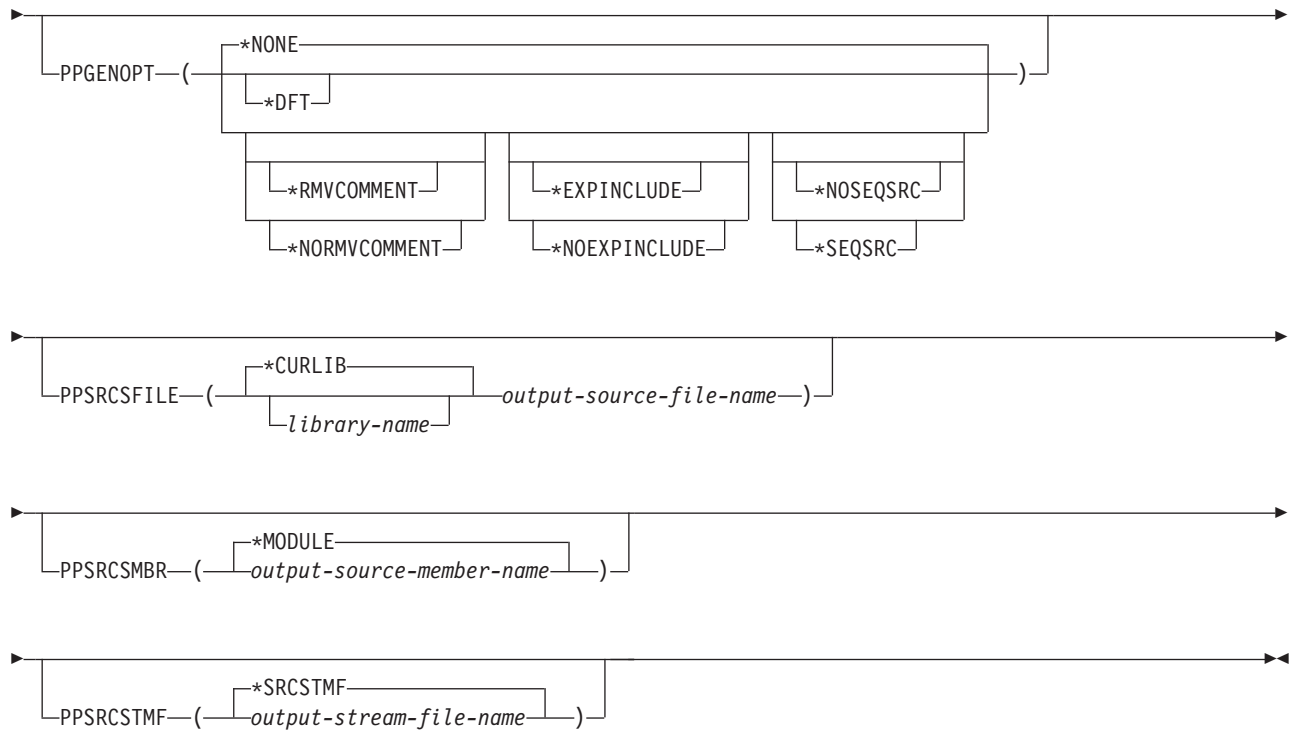 *NONE
PPGENOPT ( *DFT )
*RMVCOMMENT *EXPINCLUDE *NOSEQSRC
*NORMVCOMMENT *NOEXPINCLUDE *SEQSRC
*CURLIB
PPSRCSFILE ( output-source-file-name )
library-name
*MODULE
PPSRCSMBR ( output-source-member-name )
*SRCSTMF
PPSRCSTMF ( output-stream-file-name )